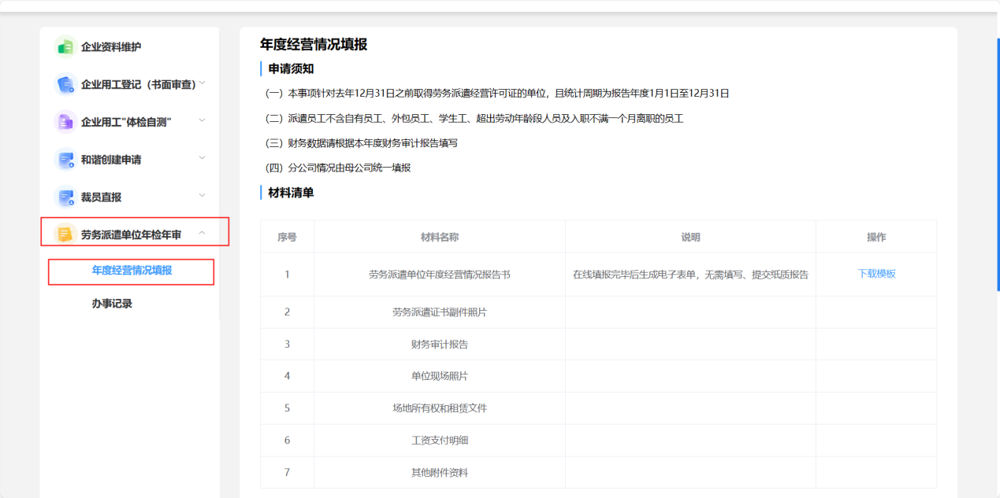 企业资料维护
企业用工登记（书面审查）
企业用工"体检自测"
和谐创建申请
裁员直报
劳务派遣单位年检年审
年度经营情况填报
办事记录
年度经营情况填报
申请须知
（一）本事项针对去年12月31日之前取得劳务派遣经营许可证的单位，且统计周期为报告年度1月1日至12月31日
（二）派遣员工不含自有员工、外包员工、学生工、超出劳动年龄段人员及入职不满一个月离职的员工
（三）财务数据请根据本年度财务审计报告填写
（四）分公司情况由母公司统一填报
材料清单
序号 材料名称 说明 操作
1 劳务派遣单位年度经营情况报告书 在线填报完毕后生成电子表单，无需填写、提交纸质报告 下载模板
2 劳务派遣证书副件照片
3 财务审计报告
4 单位现场照片
5 场地所有权和租赁文件
6 工资支付明细
7 其他附件资料